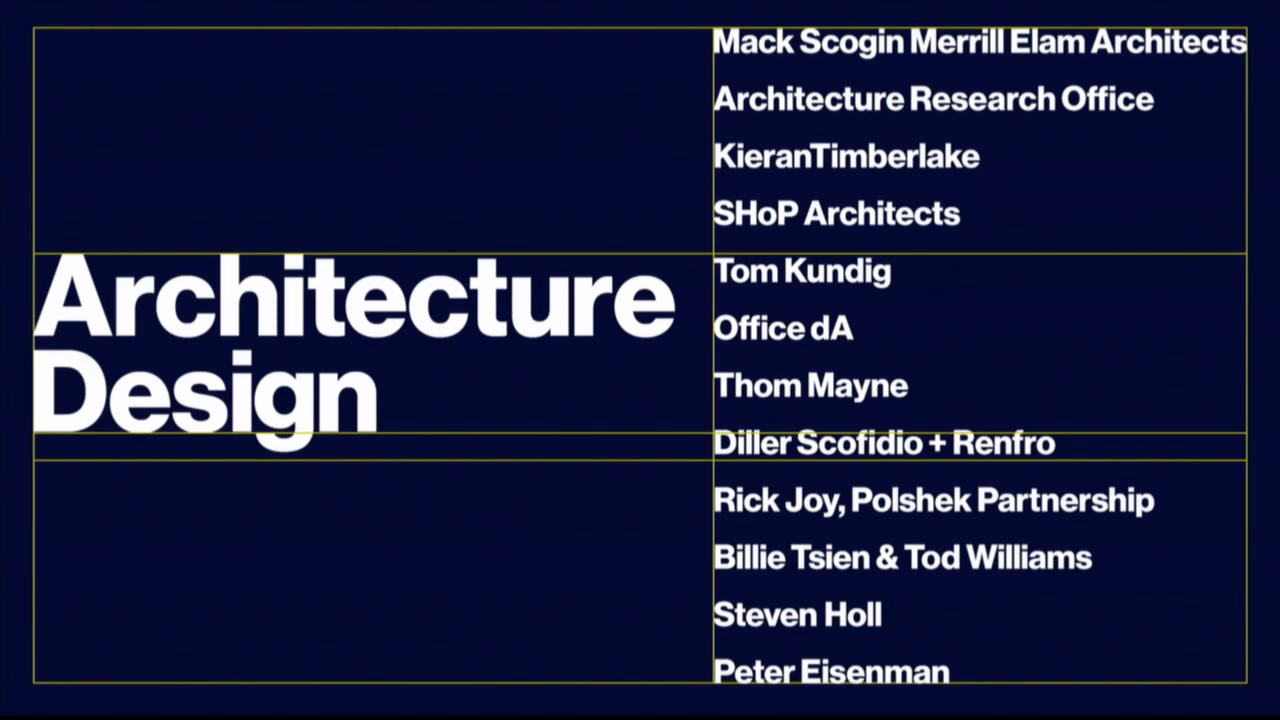 Architecture
Design
Mack Scogin Merrill Elam Architects
Architecture Research Office
KieranTimberlake
SHoP Architects
Tom Kundig
Office dA
Thom Mayne
Diller Scofidio + Renfro
Rick Joy, Polshek Partnership
Billie Tsien & Tod Williams
Steven Holl
Peter Eisenman